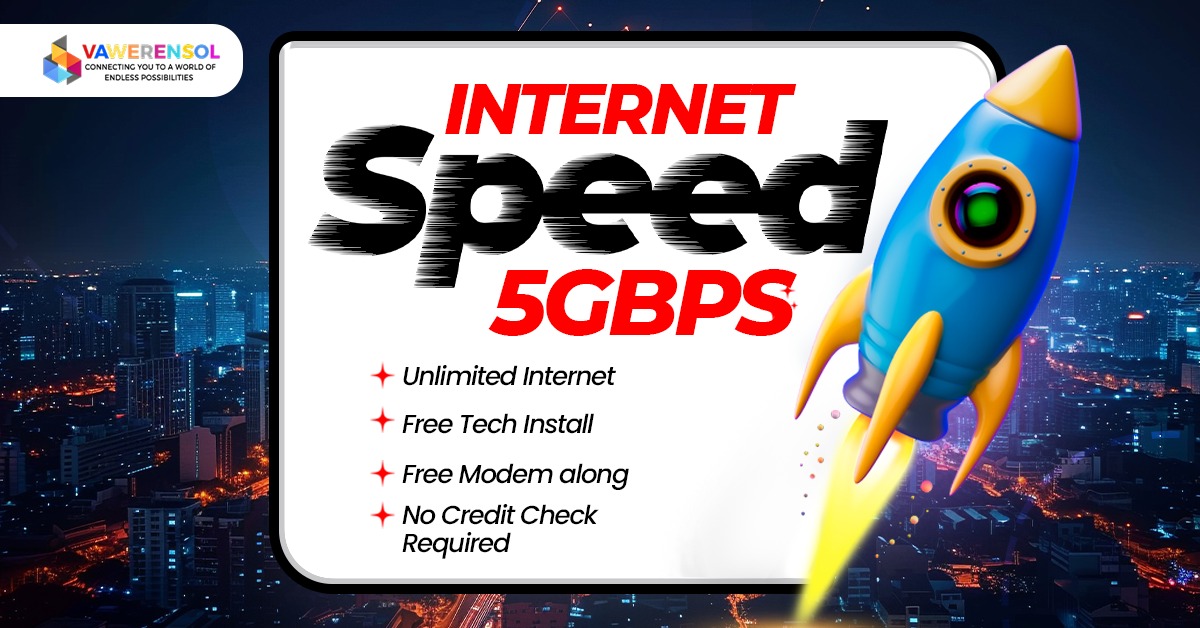 VAWERENSOL
CONNECTING YOU TO A WORLD OF
ENDLESS POSSIBILITIES
INTERNET
Speed
5GBPS
Unlimited Internet
Free Tech Install
Free Modem along
No Credit Check
Required